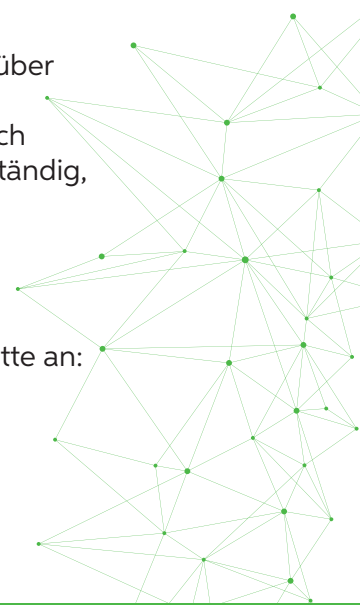 über
ch
tändig,
tte an: